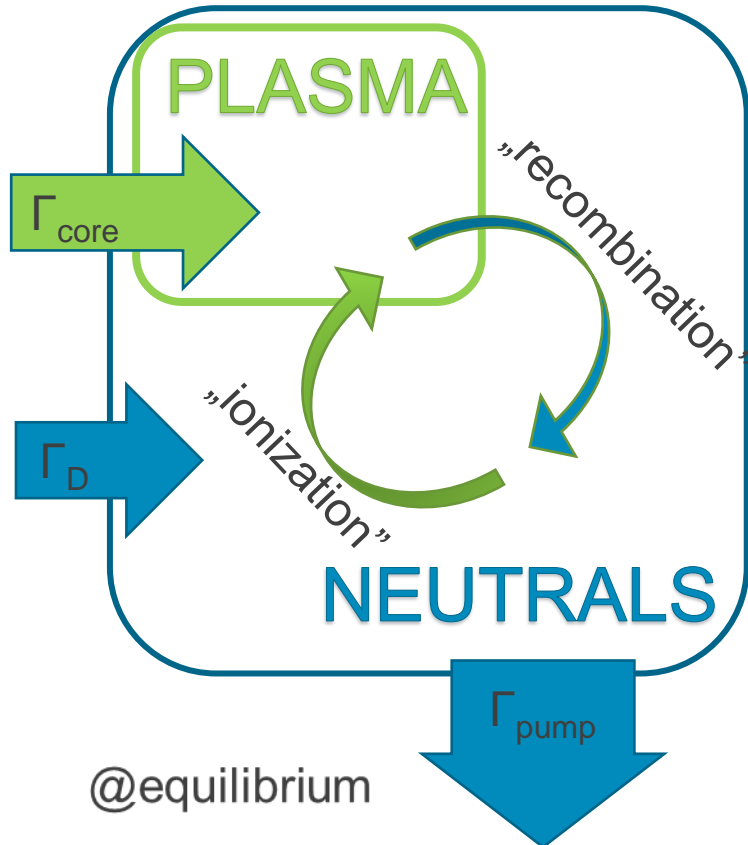 PLASMA
„recombination”
Γcore
„ionization”
ΓD
NEUTRALS
Γpump
@equilibrium